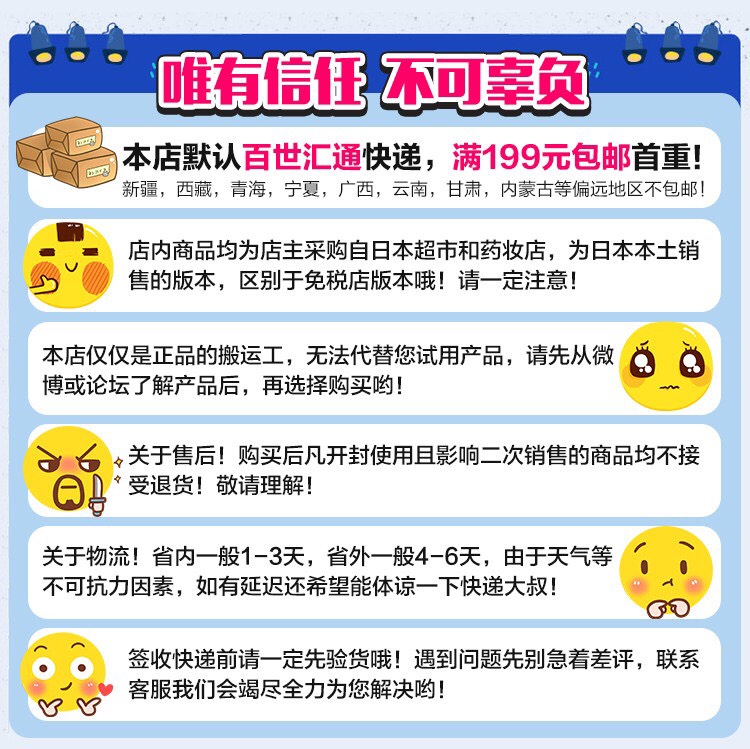 唯有信任 不可辜负
本店默认百世汇通快递，满199元包邮首重！
新疆，西藏，青海，宁夏，广西，云南，甘肃，内蒙古等偏远地区不包邮！
店内商品均为店主采购自日本超市和药妆店，为日本本土销
售的版本，区别于免税店版本哦！请一定注意！
本店仅仅是正品的搬运工，无法代替您试用产品，请先从微
博或论坛了解产品后，再选择购买哟！
关于售后！购买后凡开封使用且影响二次销售的商品均不接
受退货！敬请理解！
关于物流！省内一般1-3天，省外一般4-6天，由于天气等
不可抗力因素，如有延迟还希望能体谅一下快递大叔！
签收快递前请一定先验货哦！遇到问题先别急着差评，联系
客服我们会竭尽全力为您解决哟！